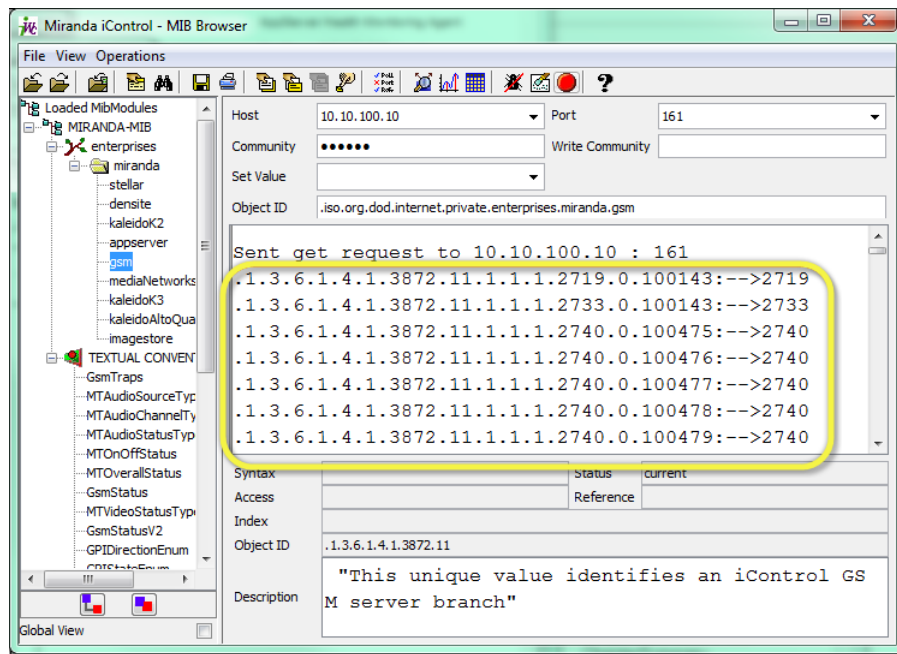 Miranda iControl - MIB Browser
File View Operations
Loaded MibModules
MIRANDA-MIB
enterprises
miranda
stellar
densite
kaleidoK2
appserver
gsm
mediaNetworks
kaleidoK3
kaleidoAltoQua
imagestore
TEXTUAL CONVEN
GsmTraps
MTAudioSourceTyp
MTAudioChannelTy
MTAudioStatusTyp
MTOnOffStatus
MTOverallStatus
GsmStatus
MTVideoStatusType
GsmStatusV2
GPIDirectionEnum
GPIStateEnum
Global View
Host 10.10.100.10 Port 161
Community ●●●●●● Write Community
Set Value
Object ID .iso.org.dod.internet.private.enterprises.miranda.gsm
Sent get request to 10.10.100.10 : 161
.1.3.6.1.4.1.3872.11.1.1.1.1.2719.0.100143:-->2719
.1.3.6.1.4.1.3872.11.1.1.1.1.2733.0.100143:-->2733
.1.3.6.1.4.1.3872.11.1.1.1.1.2740.0.100475:-->2740
.1.3.6.1.4.1.3872.11.1.1.1.1.2740.0.100476:-->2740
.1.3.6.1.4.1.3872.11.1.1.1.1.2740.0.100477:-->2740
.1.3.6.1.4.1.3872.11.1.1.1.1.2740.0.100478:-->2740
.1.3.6.1.4.1.3872.11.1.1.1.1.2740.0.100479:-->2740
Syntax Status current
Access Reference
Index
Object ID .1.3.6.1.4.1.3872.11
Description "This unique value identifies an iControl GS
M server branch"